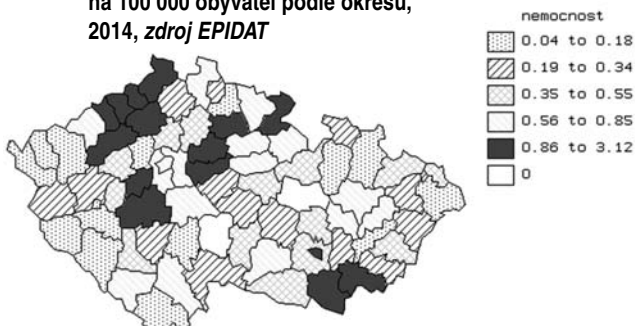 na 100 000 obyvatel podle okresů,
2014, zdroj EPIDAT
nemocnost
0.04 to 0.18
0.19 to 0.34
0.35 to 0.55
0.56 to 0.85
0.86 to 3.12
0